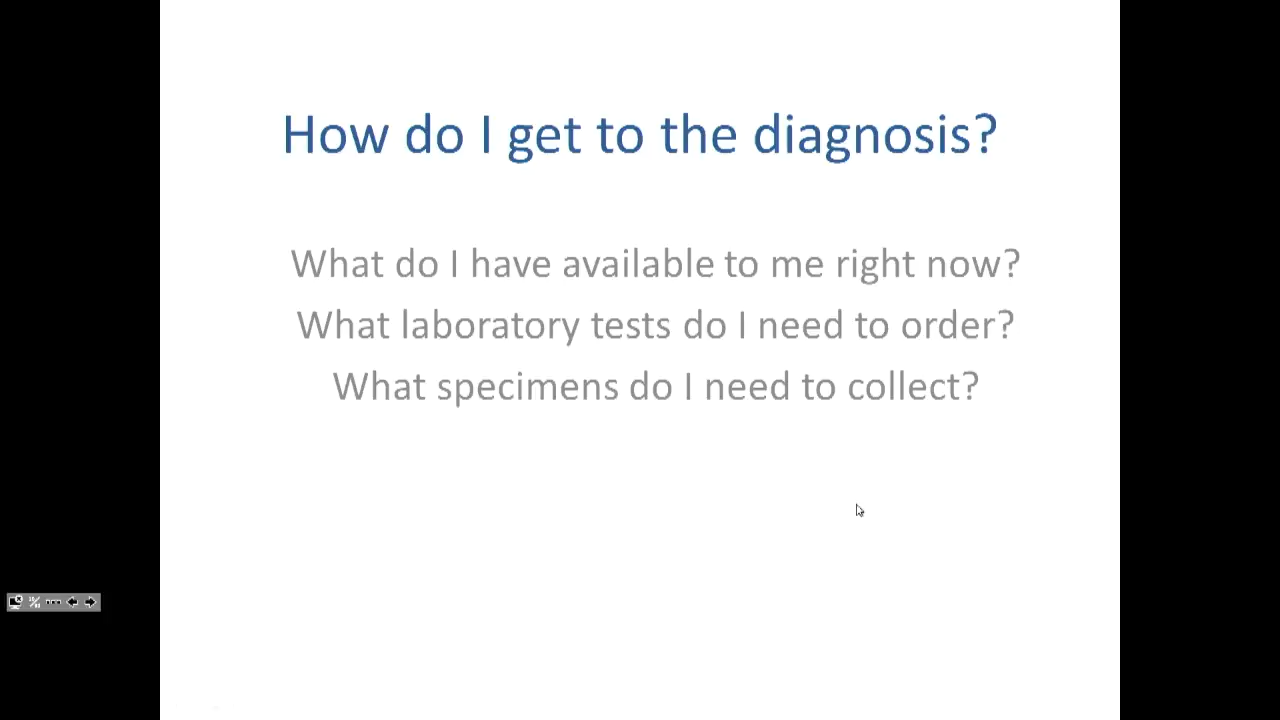 How do I get to the diagnosis?
What do I have available to me right now?
What laboratory tests do I need to order?
What specimens do I need to collect?